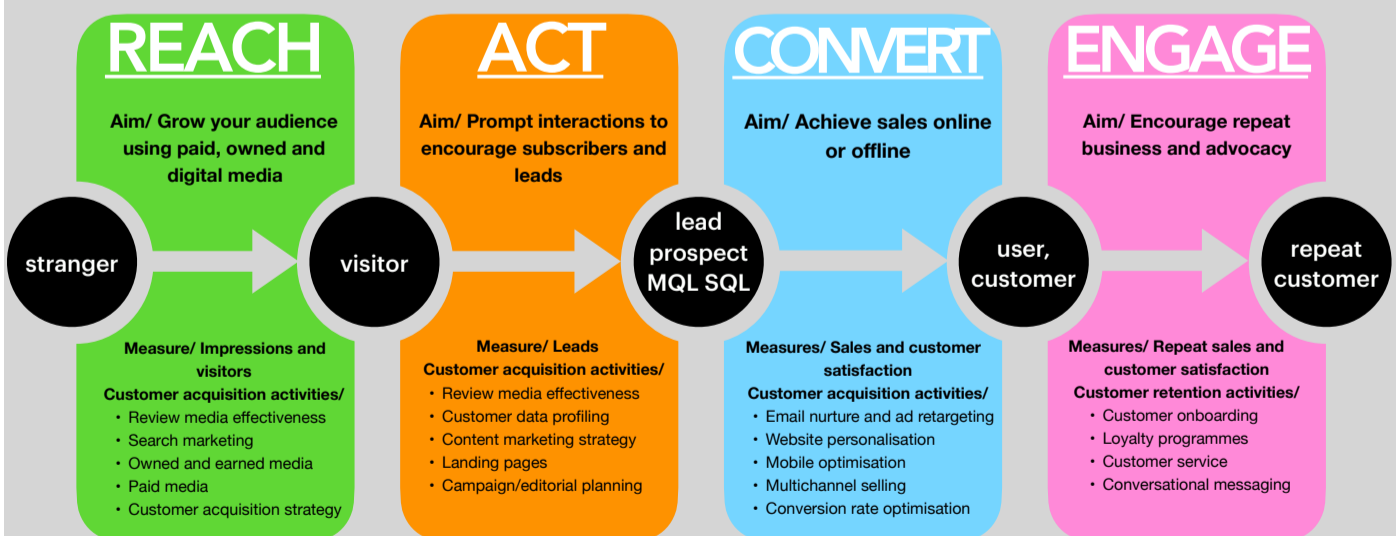 REACH
Aim/ Grow your audience
using paid, owned and
digital media
stranger
Measure/ Impressions and
visitors
Customer acquisition activities/
• Review media effectiveness
• Search marketing
• Owned and earned media
• Paid media
• Customer acquisition strategy
ACT
Aim/ Prompt interactions to
encourage subscribers and
leads
visitor
Measure/ Leads
Customer acquisition activities/
• Review media effectiveness
• Customer data profiling
• Content marketing strategy
• Landing pages
• Campaign/editorial planning
CONVERT
Aim/ Achieve sales online
or offline
lead
prospect
MQL SQL
Measures/ Sales and customer
satisfaction
Customer acquisition activities/
• Email nurture and ad retargeting
• Website personalisation
• Mobile optimisation
• Multichannel selling
• Conversion rate optimisation
ENGAGE
Aim/ Encourage repeat
business and advocacy
user,
customer
repeat
customer
Measures/ Repeat sales and
customer satisfaction
Customer retention activities/
• Customer onboarding
• Loyalty programmes
• Customer service
• Conversational messaging